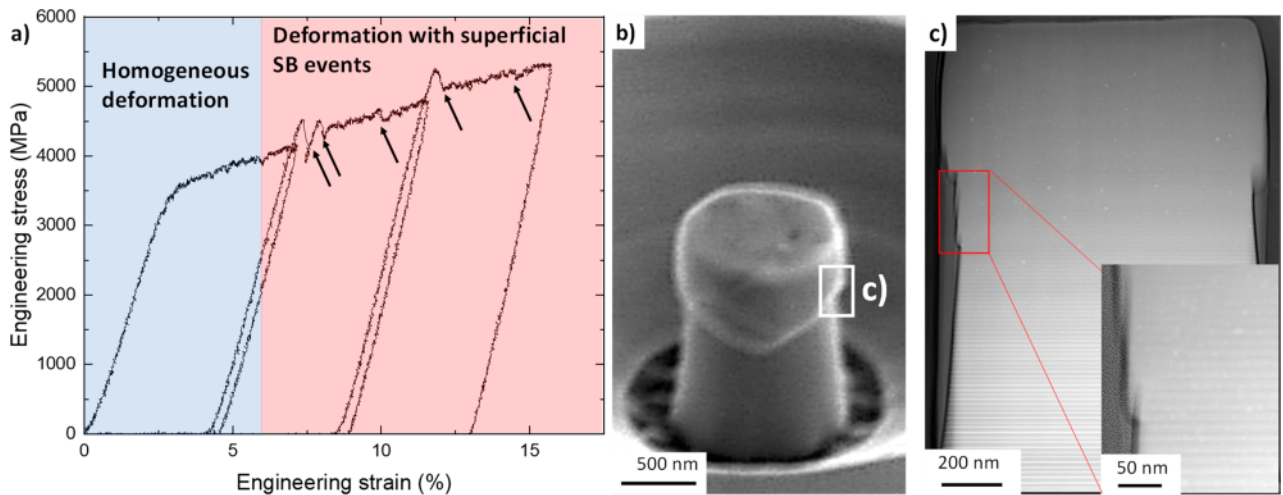 a)
6000
5000
4000
3000
2000
1000
0
Engineering stress (MPa)
Homogeneous
deformation
Deformation with superficial
SB events
0 5 10 15
Engineering strain (%)
b)
c)
500 nm
c)
200 nm
50 nm